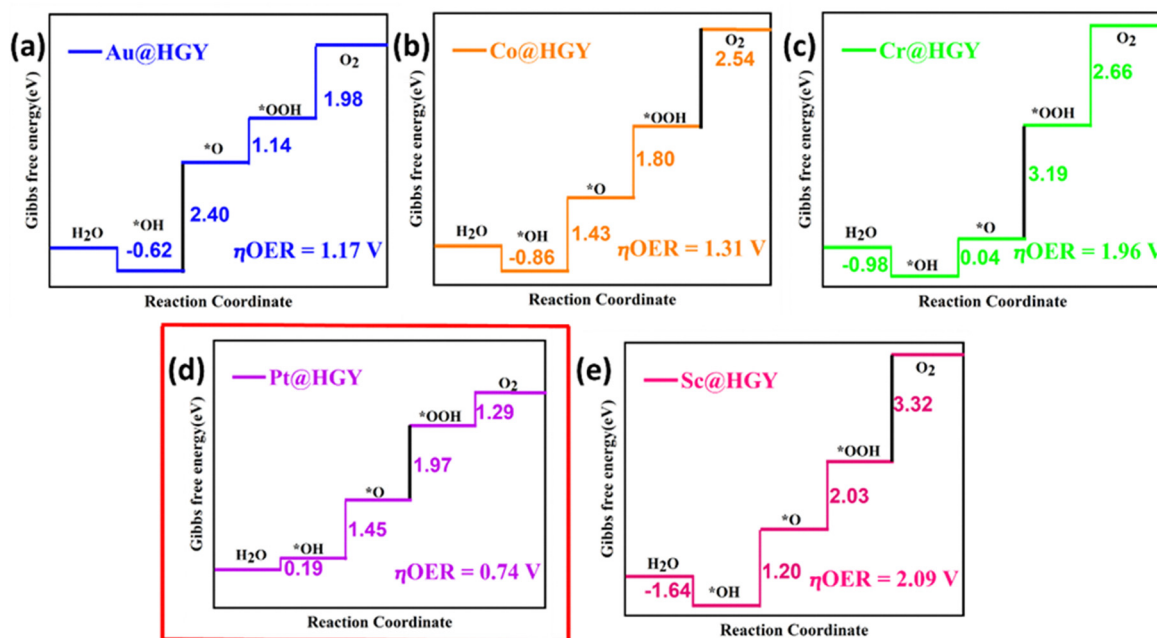 (a)
Au@HGY
Gibbs free energy(eV)
H2O
*OH
-0.62
*O
2.40
*OOH
1.14
O2
1.98
ηOER = 1.17 V
Reaction Coordinate
(b)
Co@HGY
Gibbs free energy(eV)
H2O
*OH
-0.86
*O
1.43
*OOH
1.80
O2
2.54
ηOER = 1.31 V
Reaction Coordinate
(c)
Cr@HGY
Gibbs free energy(eV)
H2O
-0.98
*OH
*O
0.04
*OOH
3.19
O2
2.66
ηOER = 1.96 V
Reaction Coordinate
(d)
Pt@HGY
Gibbs free energy(eV)
H2O
*OH
0.19
*O
1.45
*OOH
1.97
O2
1.29
ηOER = 0.74 V
Reaction Coordinate
(e)
Sc@HGY
Gibbs free energy(eV)
H2O
-1.64
*OH
*O
1.20
*OOH
2.03
O2
3.32
ηOER = 2.09 V
Reaction Coordinate